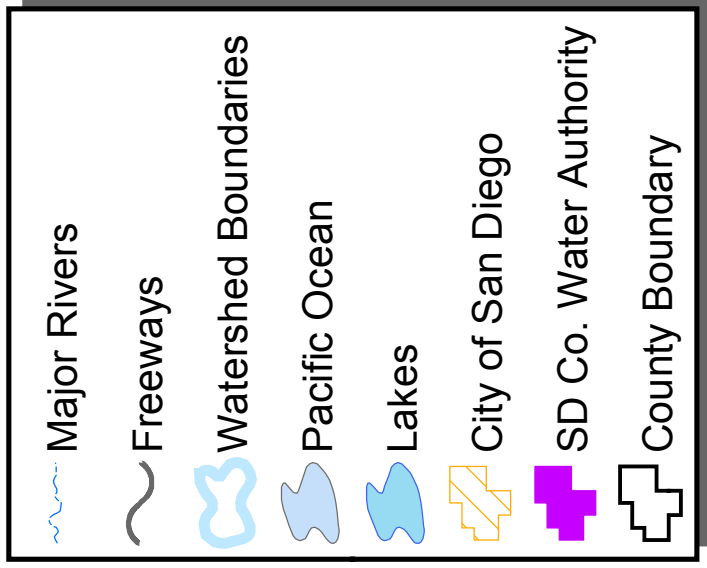 Major Rivers
Freeways
Watershed Boundaries
Pacific Ocean
Lakes
City of San Diego
SD Co. Water Authority
County Boundary